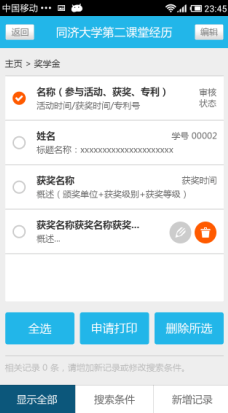 中国移动 ... 23:45
返回 同济大学第二课堂经历 编辑
主页 > 奖学金
名称（参与活动、获奖、专利） 审核
活动时间/获奖时间/专利号 状态
姓名 学号 00002
标题名称：xxxxxxxxxxxxxxxxxxxxxx
获奖名称 获奖时间
概述（颁奖单位+获奖级别+获奖等级）
获奖名称获奖名称获奖...
概述...
全选 申请打印 删除所选
相关记录 0 条，请增加新记录或修改搜索条件。
显示全部 搜索条件 新增记录